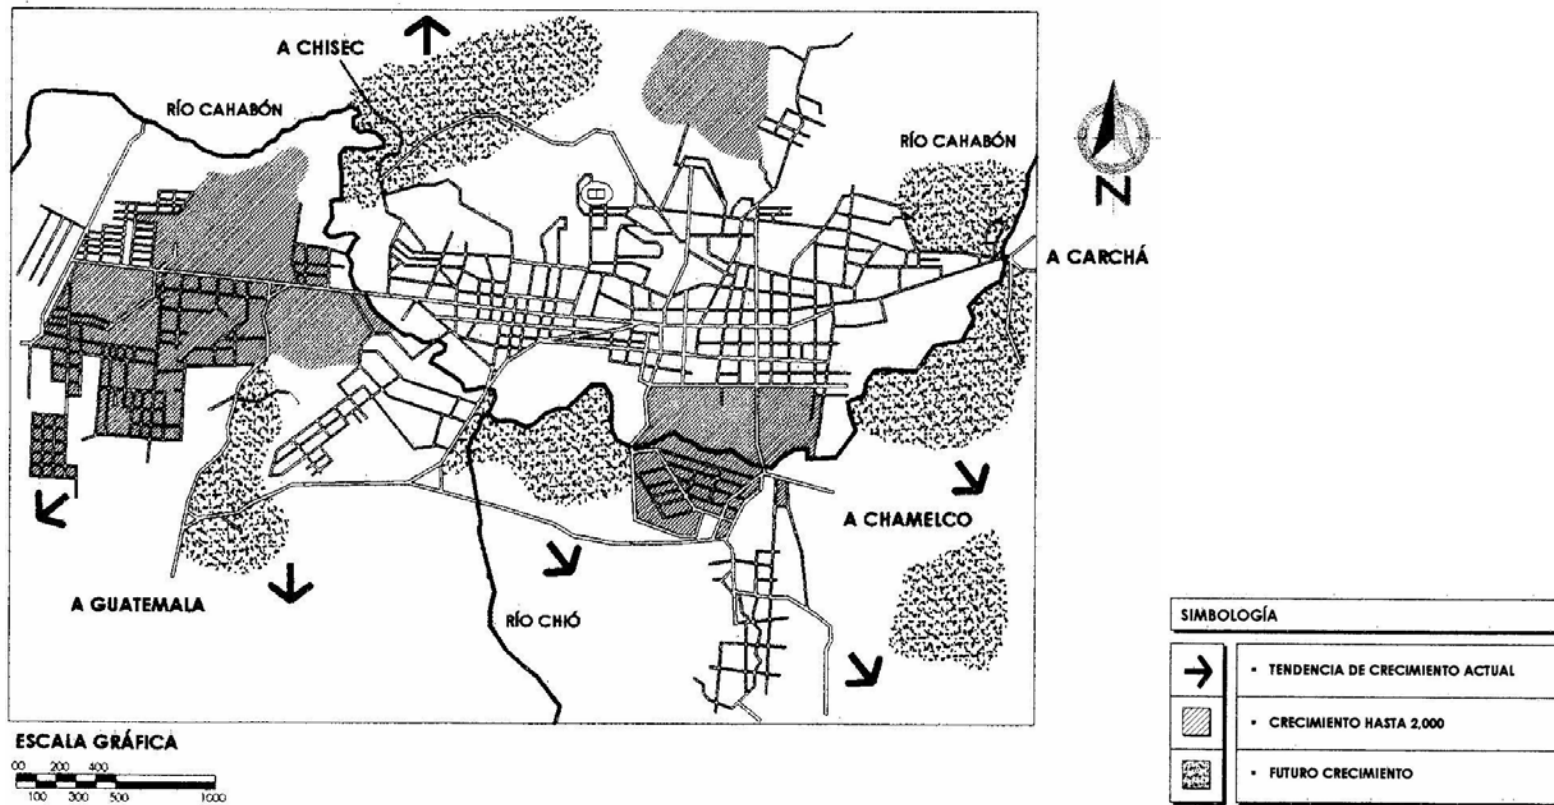 A CHISEC
RÍO CAHABÓN
RÍO CAHABÓN
N
A CARCHÁ
A CHAMELCO
A GUATEMALA
RÍO CHIÓ
SIMBOLOGÍA
• TENDENCIA DE CRECIMIENTO ACTUAL
• CRECIMIENTO HASTA 2,000
• FUTURO CRECIMIENTO
ESCALA GRÁFICA
00 200 400
100 300 500 1000